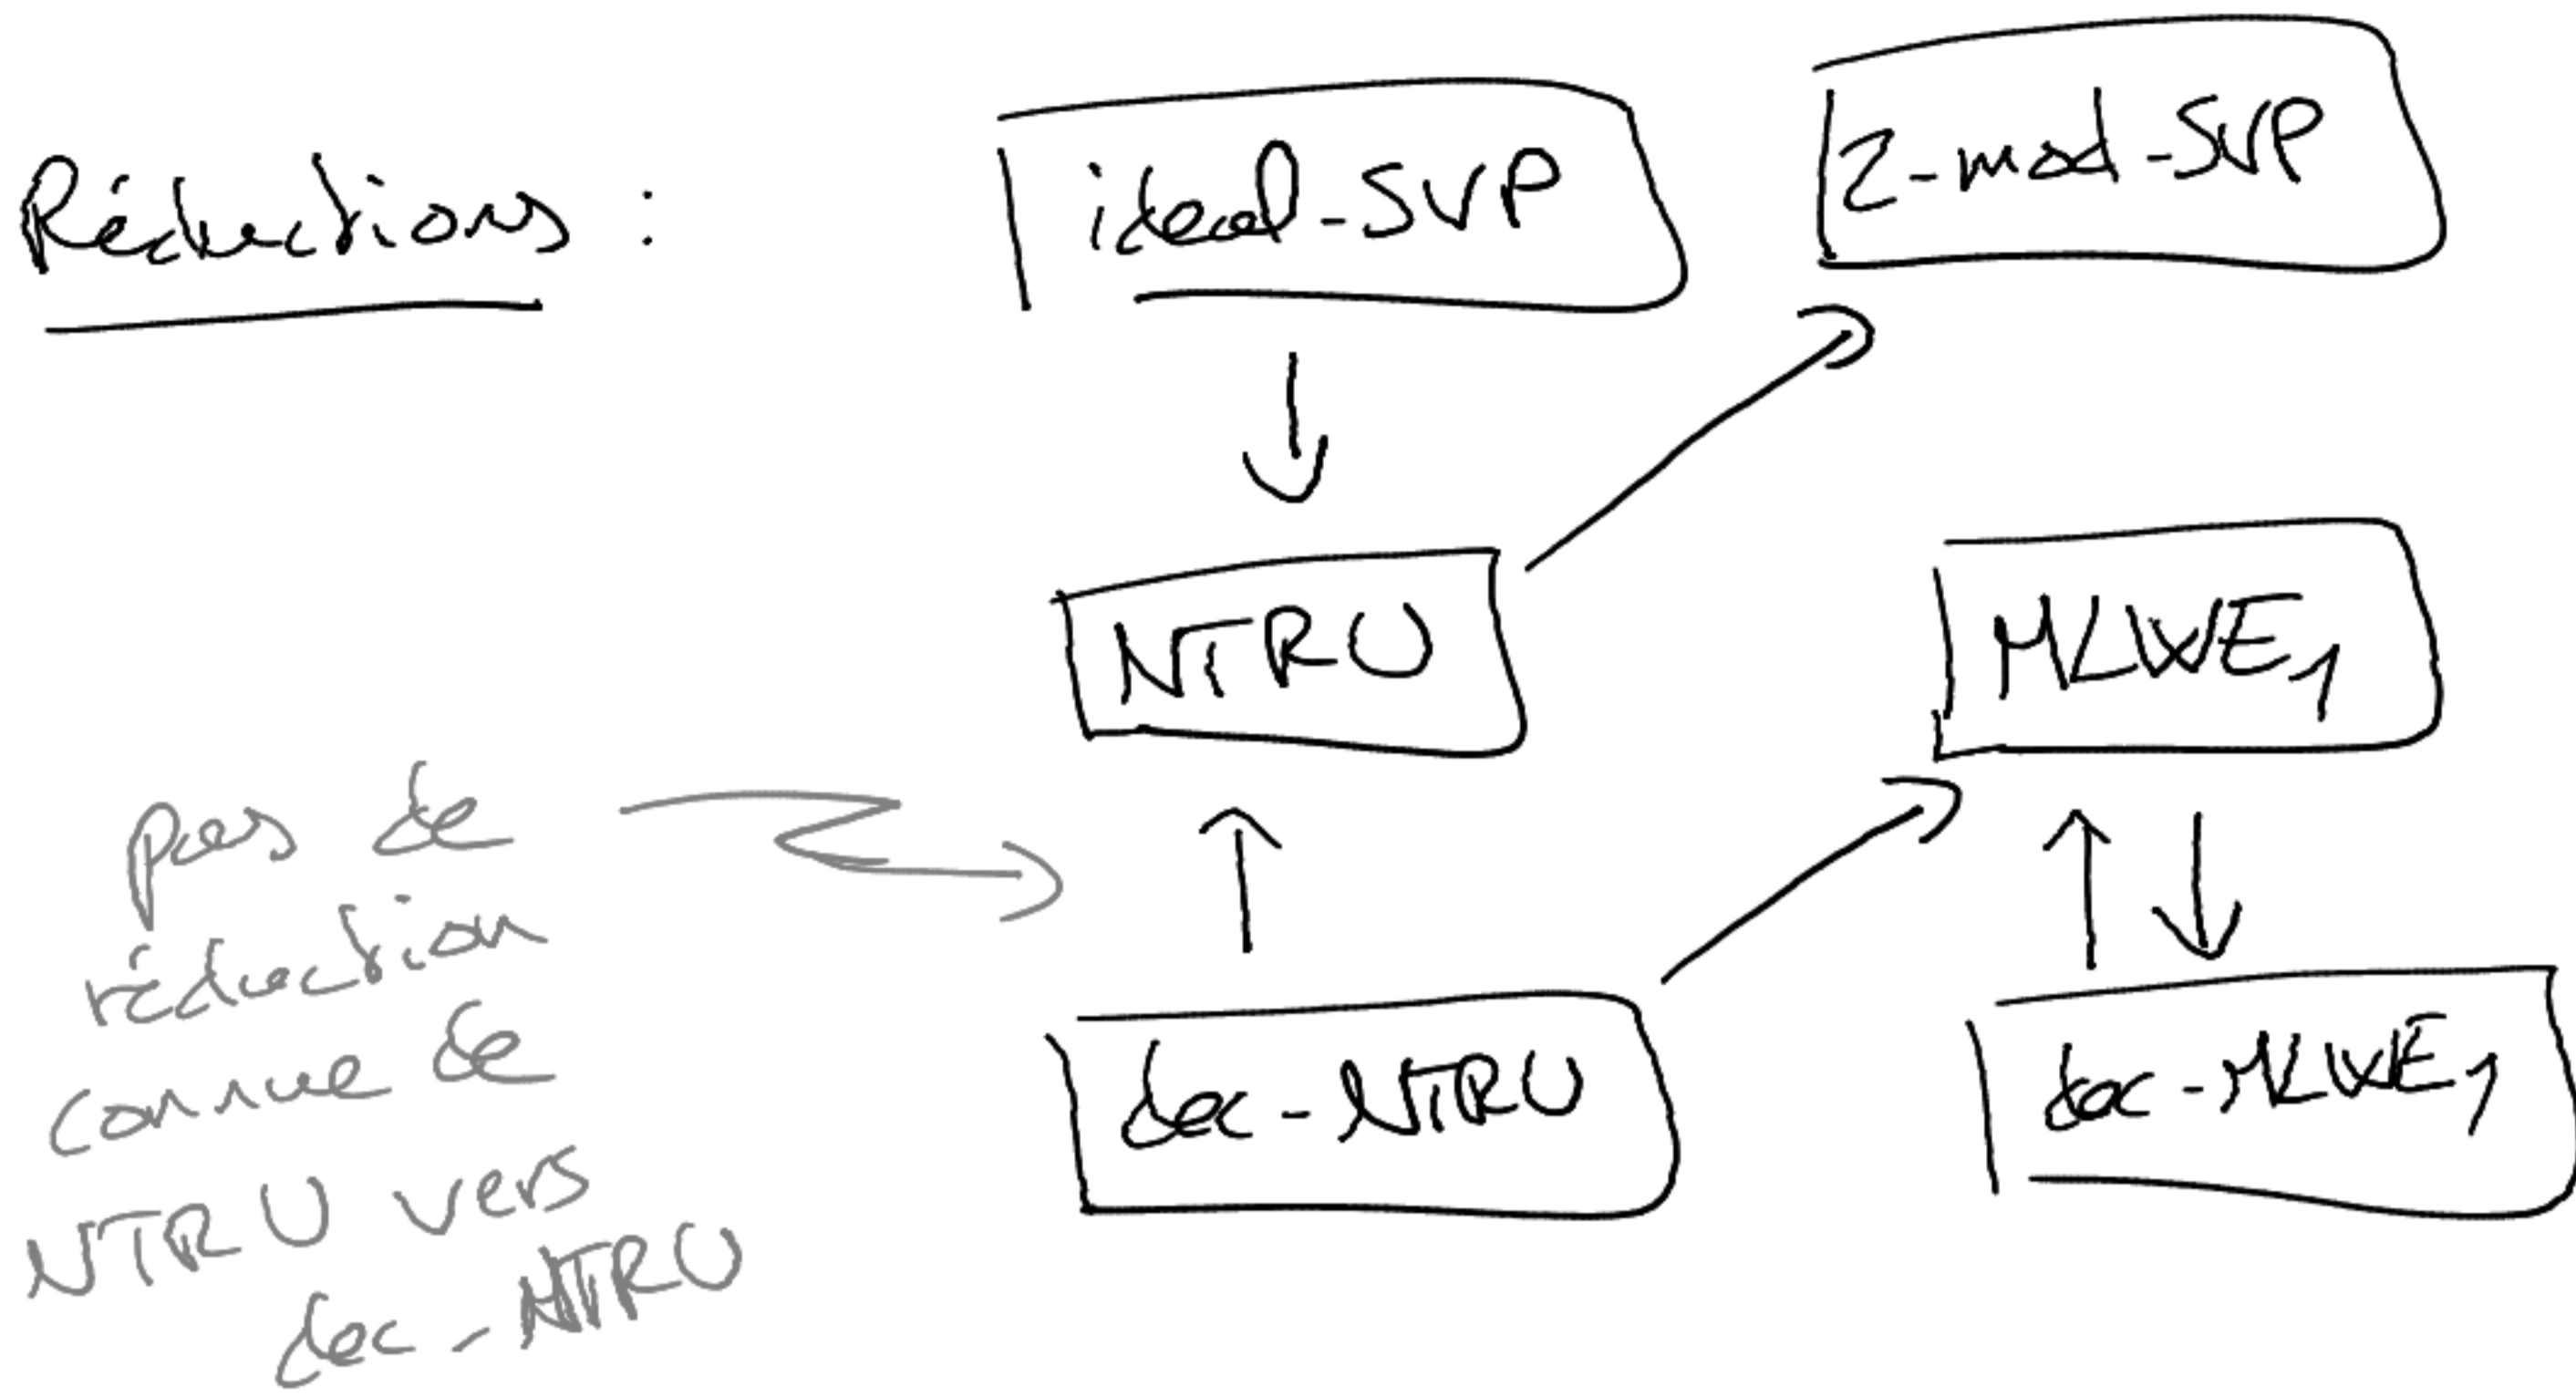 Réductions :
ideal-SVP
2-mod-SVP
NTRU
MLWE1
pas de
réduction
connue de
NTRU vers
dec-NTRU
dec-NTRU
dec-MLWE1